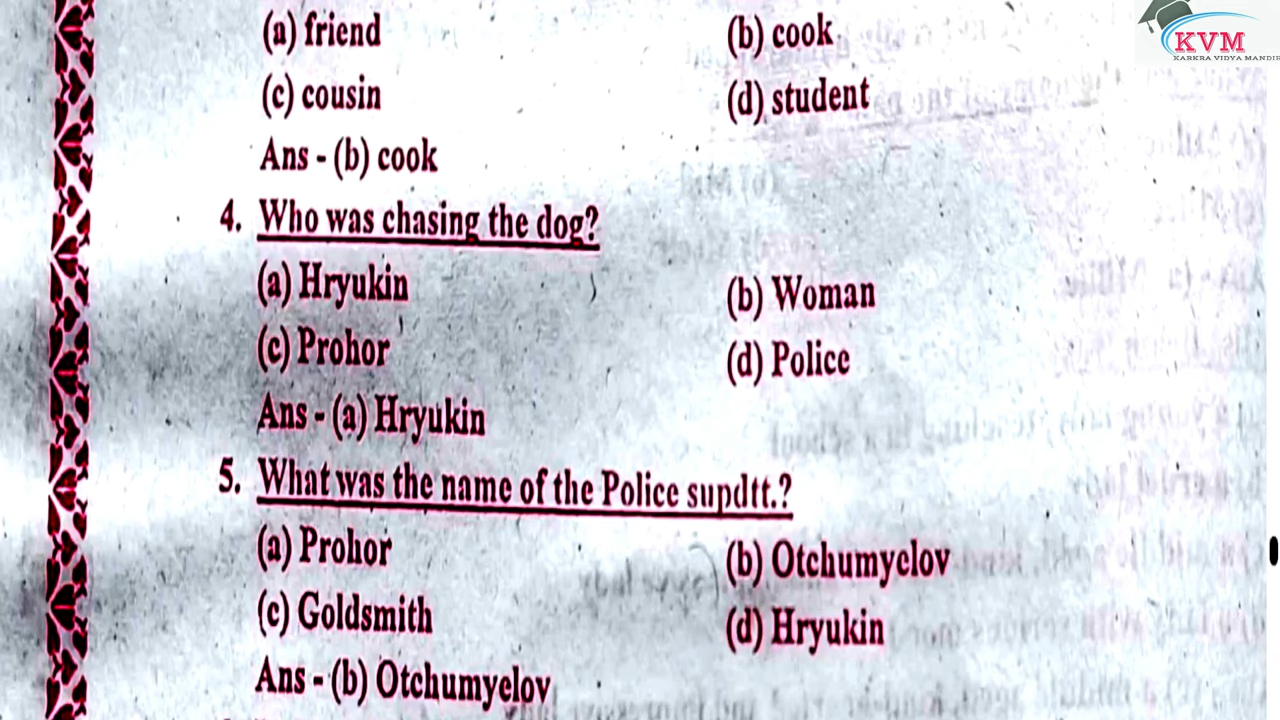 KVM
KARKRA VIDYA MANDIR
(a) friend (b) cook
(c) cousin (d) student
Ans - (b) cook
4. Who was chasing the dog?
(a) Hryukin (b) Woman
(c) Prohor (d) Police
Ans - (a) Hryukin
5. What was the name of the Police supdtt.?
(a) Prohor (b) Otchumyelov
(c) Goldsmith (d) Hryukin
Ans - (b) Otchumyelov